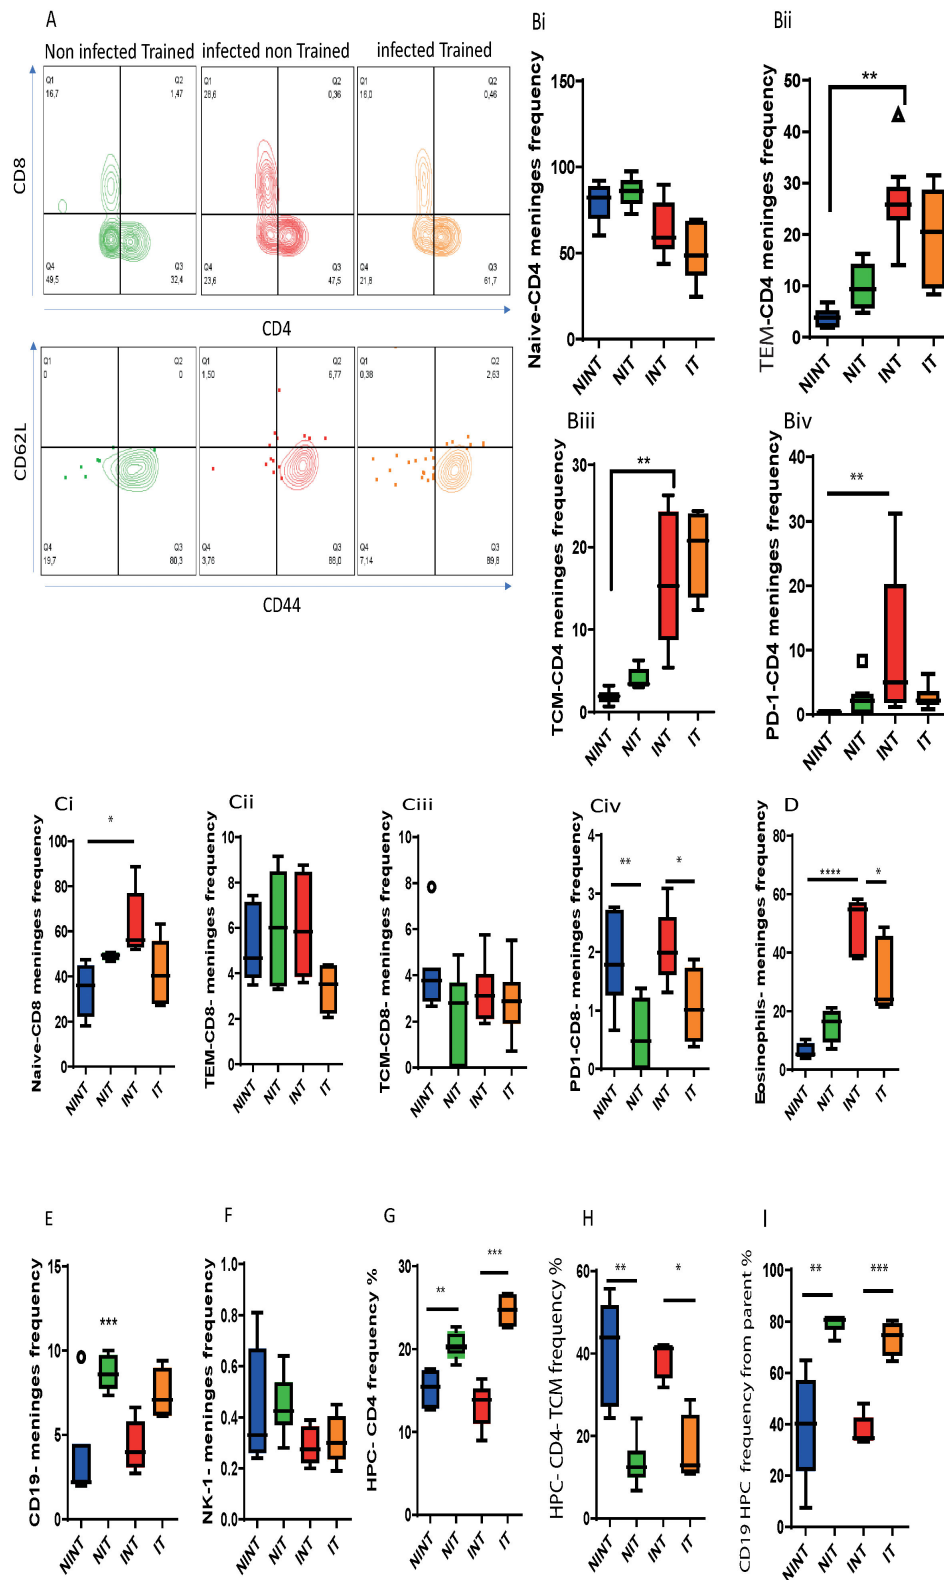 A
Non infected Trained
infected non Trained
infected Trained
Q1
16,7
Q2
1,47
Q1
28,6
Q2
0,36
Q1
16,0
Q2
0,46
CD8
Q4
49,5
Q3
32,4
Q4
23,6
Q3
47,5
Q4
21,8
Q3
61,7
CD4
Q1
0
Q2
0
Q1
1,50
Q2
6,77
Q1
0,38
Q2
2,63
CD62L
Q4
19,7
Q3
80,3
Q4
3,76
Q3
88,0
Q4
7,14
Q3
89,8
CD44
Bi
Naive-CD4 meninges frequency
150
100
50
0
NINT
NIT
INT
IT
Bii
TEM-CD4 meninges frequency
50
40
30
20
10
0
**
NINT
NIT
INT
IT
Biii
TCM-CD4 meninges frequency
30
20
10
0
**
NINT
NIT
INT
IT
Biv
PD-1-CD4 meninges frequency
40
30
20
10
0
**
NINT
NIT
INT
IT
Ci
Naive-CD8 meninges frequency
100
80
60
40
20
0
*
NINT
NIT
INT
IT
Cii
TEM-CD8- meninges frequency
10
8
6
4
2
0
NINT
NIT
INT
IT
Ciii
TCM-CD8- meninges frequency
10
8
6
4
2
0
NINT
NIT
INT
IT
Civ
PD1-CD8- meninges frequency
4
3
2
1
0
**
*
NINT
NIT
INT
IT
D
Eosinophils- meninges frequency
80
60
40
20
0
****
*
NINT
NIT
INT
IT
E
CD19- meninges frequency
15
10
5
0
***
NINT
NIT
INT
IT
F
NK-1- meninges frequency
1.0
0.8
0.6
0.4
0.2
0.0
NINT
NIT
INT
IT
G
HPC- CD4 frequency %
30
20
10
0
**
***
NINT
NIT
INT
IT
H
HPC- CD4- TCM frequency %
60
40
20
0
**
*
NINT
NIT
INT
IT
I
CD19 HPC frequency from parent %
100
80
60
40
20
0
**
***
NINT
NIT
INT
IT